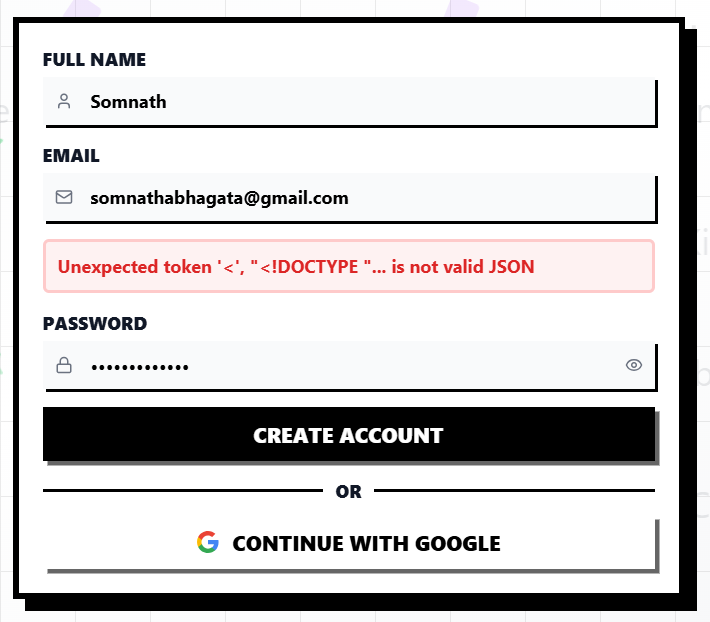 FULL NAME
Somnath
EMAIL
somnathabhagata@gmail.com
Unexpected token '<', "<!DOCTYPE "... is not valid JSON
PASSWORD
•••••••••••••
CREATE ACCOUNT
OR
CONTINUE WITH GOOGLE